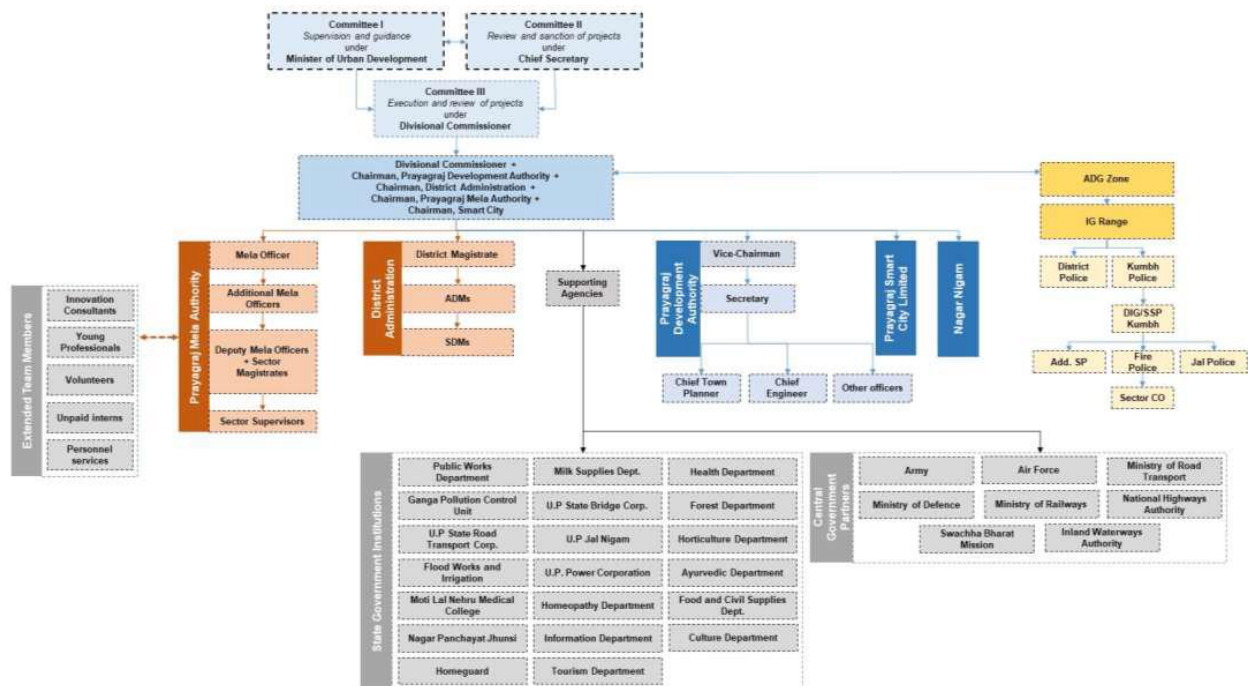 Committee I
Supervision and guidance
under
Minister of Urban Development
Committee II
Review and sanction of projects
under
Chief Secretary
Committee III
Execution and review of projects
under
Divisional Commissioner
Divisional Commissioner +
Chairman, Prayagraj Development Authority +
Chairman, District Administration +
Chairman, Prayagraj Mela Authority +
Chairman, Smart City
ADG Zone
IG Range
District
Police
Kumbh
Police
DIG/SSP
Kumbh
Add. SP
Fire
Police
Jal Police
Sector CO
Extended Team Members
Innovation
Consultants
Young
Professionals
Volunteers
Unpaid interns
Personnel
services
Prayagraj Mela Authority
Mela Officer
Additional Mela
Officers
Deputy Mela Officers
+ Sector
Magistrates
Sector Supervisors
District
Administration
District Magistrate
ADMs
SDMs
Supporting
Agencies
Prayagraj
Development
Authority
Vice-Chairman
Secretary
Chief Town
Planner
Chief
Engineer
Other officers
Prayagraj Smart
City Limited
Nagar Nigam
State Government Institutions
Public Works
Department
Milk Supplies Dept.
Health Department
Ganga Pollution Control
Unit
U.P State Bridge Corp.
Forest Department
U.P State Road
Transport Corp.
U.P Jal Nigam
Horticulture Department
Flood Works and
Irrigation
U.P. Power Corporation
Ayurvedic Department
Moti Lal Nehru Medical
College
Homeopathy Department
Food and Civil Supplies
Dept.
Nagar Panchayat Jhunsi
Information Department
Culture Department
Homeguard
Tourism Department
Central
Government
Partners
Army
Air Force
Ministry of Road
Transport
Ministry of Defence
Ministry of Railways
National Highways
Authority
Swachha Bharat
Mission
Inland Waterways
Authority